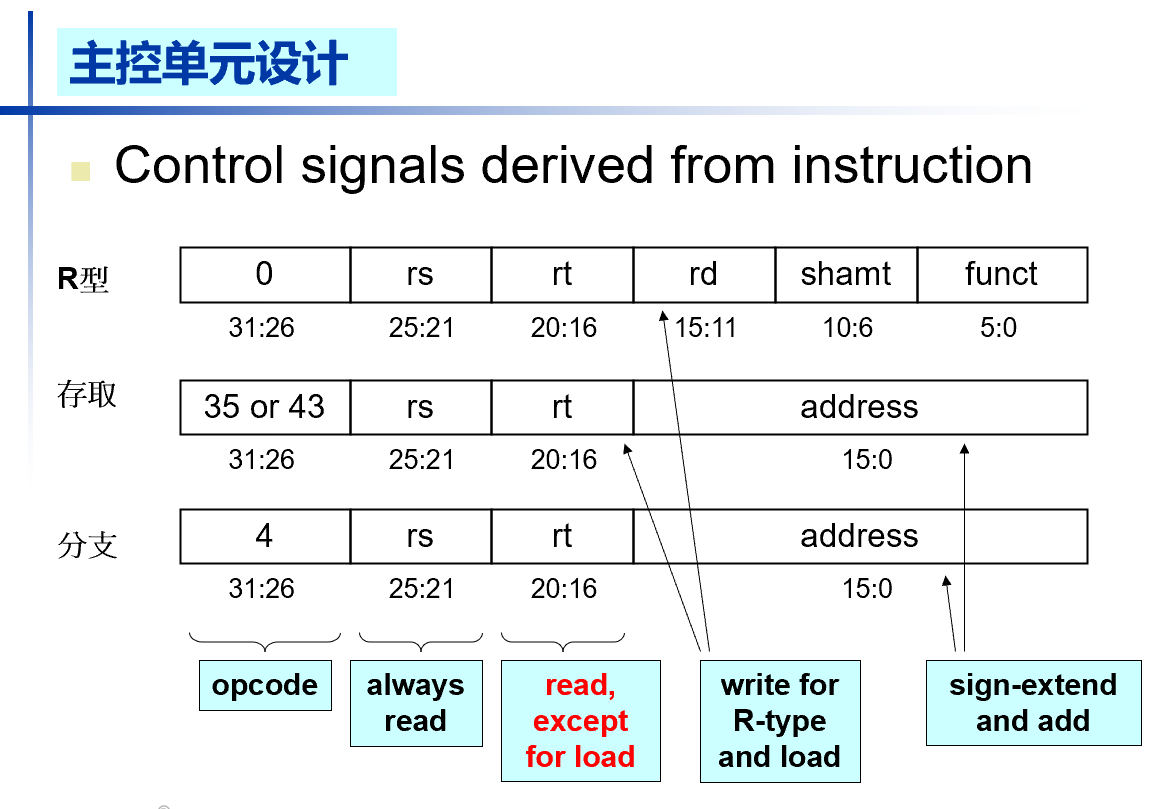 主控单元设计
Control signals derived from instruction
R型
0 rs rt rd shamt funct
31:26 25:21 20:16 15:11 10:6 5:0
存取
35 or 43 rs rt address
31:26 25:21 20:16 15:0
分支
4 rs rt address
31:26 25:21 20:16 15:0
opcode
always
read
read,
except
for load
write for
R-type
and load
sign-extend
and add